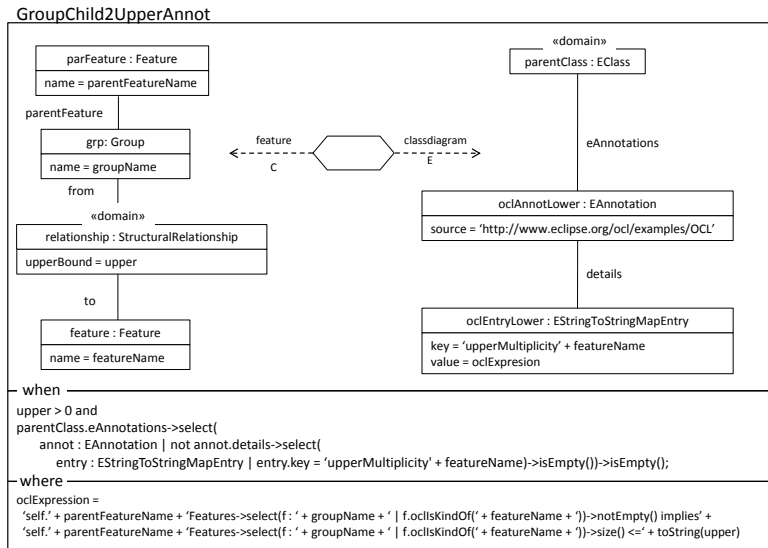 GroupChild2UpperAnnot
parFeature : Feature
name = parentFeatureName
parentFeature
grp: Group
name = groupName
from
«domain»
relationship : StructuralRelationship
upperBound = upper
to
feature : Feature
name = featureName
feature
C
classdiagram
E
«domain»
parentClass : EClass
eAnnotations
oclAnnotLower : EAnnotation
source = ‘http://www.eclipse.org/ocl/examples/OCL’
details
oclEntryLower : EStringToStringMapEntry
key = ‘upperMultiplicity’ + featureName
value = oclExpresion
when
upper > 0 and
parentClass.eAnnotations->select(
annot : EAnnotation | not annot.details->select(
entry : EStringToStringMapEntry | entry.key = ‘upperMultiplicity' + featureName)->isEmpty())->isEmpty();
where
oclExpression =
‘self.’ + parentFeatureName + ‘Features->select(f : ‘ + groupName + ‘ | f.oclIsKindOf(‘ + featureName + ‘))->notEmpty() implies’ +
‘self.’ + parentFeatureName + ‘Features->select(f : ‘ + groupName + ‘ | f.oclIsKindOf(‘ + featureName + ‘))->size() <=‘ + toString(upper)